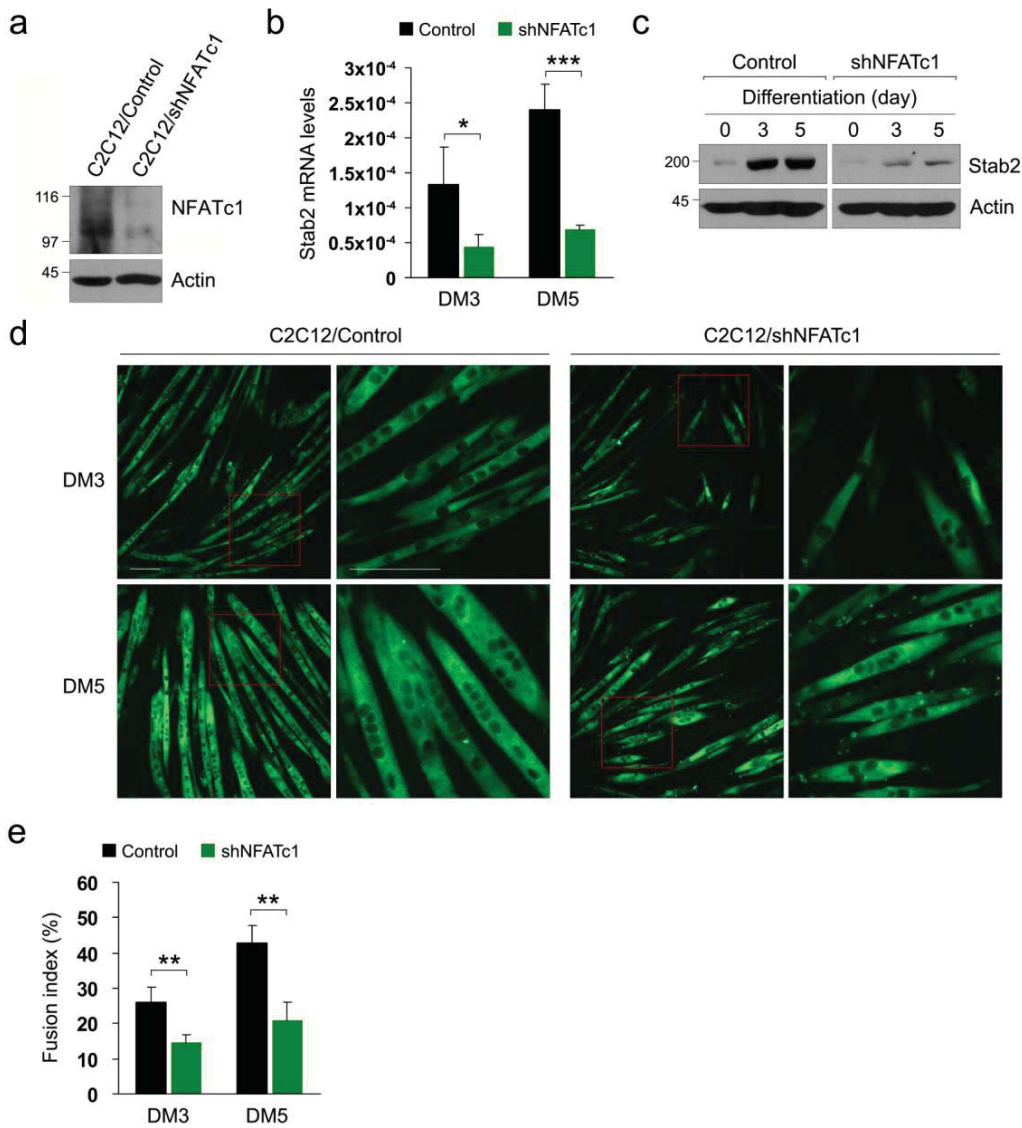 a
C2C12/Control
C2C12/shNFATc1
116
97
NFATc1
45
Actin
b
Control shNFATc1
Stab2 mRNA levels
3x10-4
2.5x10-4
2x10-4
1.5x10-4
1x10-4
0.5x10-4
0
*
***
DM3 DM5
c
Control shNFATc1
Differentiation (day)
0 3 5 0 3 5
200
Stab2
45
Actin
d
C2C12/Control C2C12/shNFATc1
DM3
DM5
e
Control shNFATc1
Fusion index (%)
60
50
40
30
20
10
0
**
**
DM3 DM5